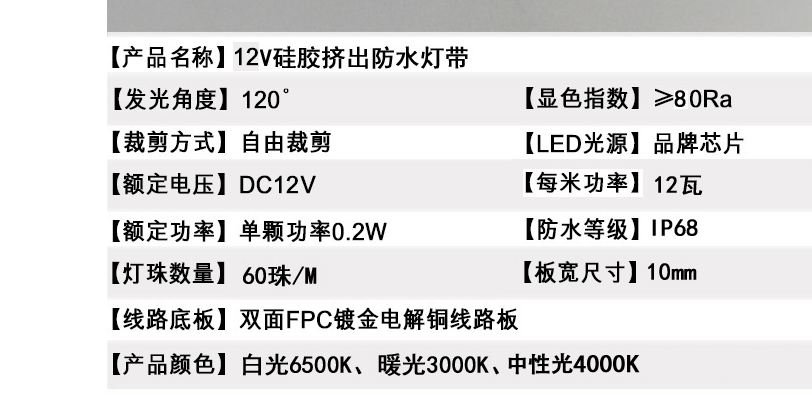 【产品名称】12V硅胶挤出防水灯带
【发光角度】120° 【显色指数】≥80Ra
【裁剪方式】自由裁剪 【LED光源】品牌芯片
【额定电压】DC12V 【每米功率】12瓦
【额定功率】单颗功率0.2W 【防水等级】IP68
【灯珠数量】60珠/M 【板宽尺寸】10mm
【线路底板】双面FPC镀金电解铜线路板
【产品颜色】白光6500K、暖光3000K、中性光4000K